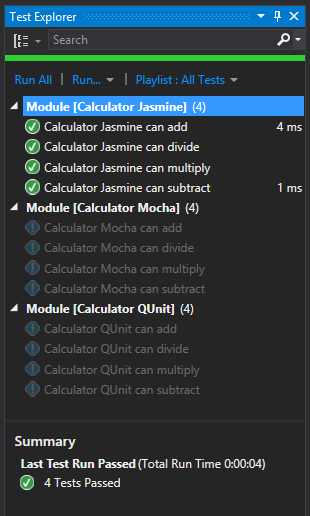 Test Explorer
Search
Run All | Run... | Playlist : All Tests
Module [Calculator Jasmine] (4)
Calculator Jasmine can add 4 ms
Calculator Jasmine can divide
Calculator Jasmine can multiply
Calculator Jasmine can subtract 1 ms
Module [Calculator Mocha] (4)
Calculator Mocha can add
Calculator Mocha can divide
Calculator Mocha can multiply
Calculator Mocha can subtract
Module [Calculator QUnit] (4)
Calculator QUnit can add
Calculator QUnit can divide
Calculator QUnit can multiply
Calculator QUnit can subtract
Summary
Last Test Run Passed (Total Run Time 0:00:04)
4 Tests Passed